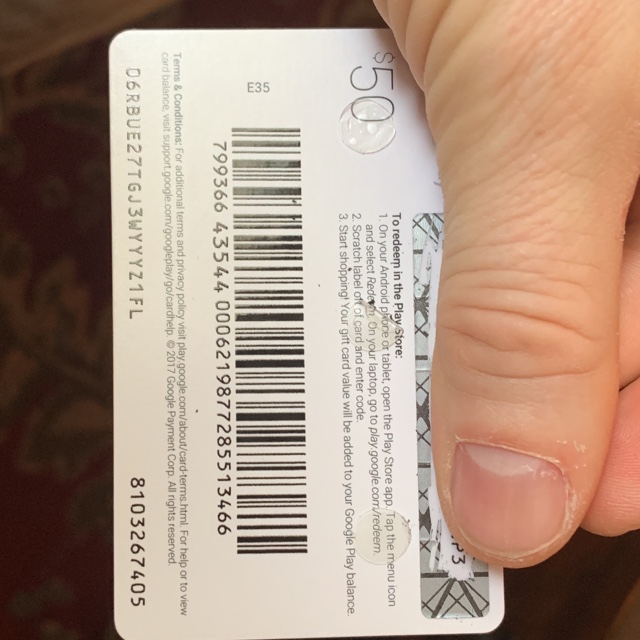 P3
$50
To redeem in the Play Store:
1. On your Android phone or tablet, open the Play Store app. Tap the menu icon
and select Redeem. On your laptop, go to play.google.com/redeem.
2. Scratch label off of card and enter code.
3. Start shopping! Your gift card value will be added to your Google Play balance.
E35
799366 43544 0006219877285513466
Terms & Conditions: For additional terms and privacy policy visit play.google.com/about/card-terms.html. For help or to view
card balance, visit support.google.com/googleplay/go/cardhelp. © 2017 Google Payment Corp. All rights reserved.
D6RBUE27TGJ3WYYYZ1FL 8103267405